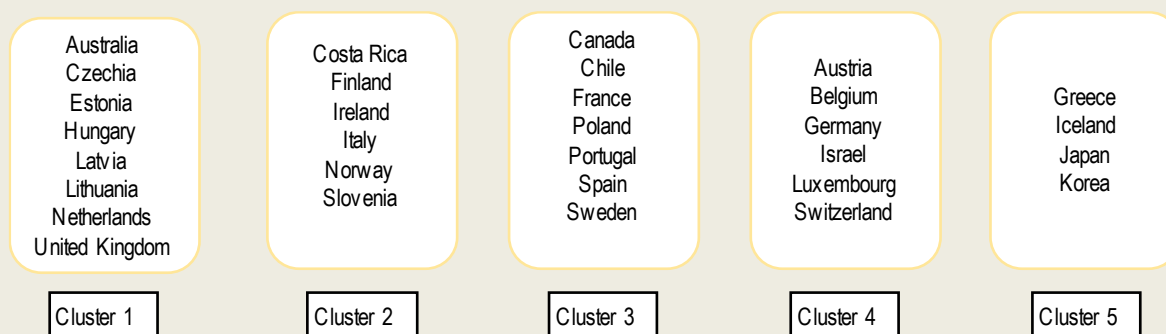 Australia
Czechia
Estonia
Hungary
Latvia
Lithuania
Netherlands
United Kingdom
Cluster 1
Costa Rica
Finland
Ireland
Italy
Norway
Slovenia
Cluster 2
Canada
Chile
France
Poland
Portugal
Spain
Sweden
Cluster 3
Austria
Belgium
Germany
Israel
Luxembourg
Switzerland
Cluster 4
Greece
Iceland
Japan
Korea
Cluster 5